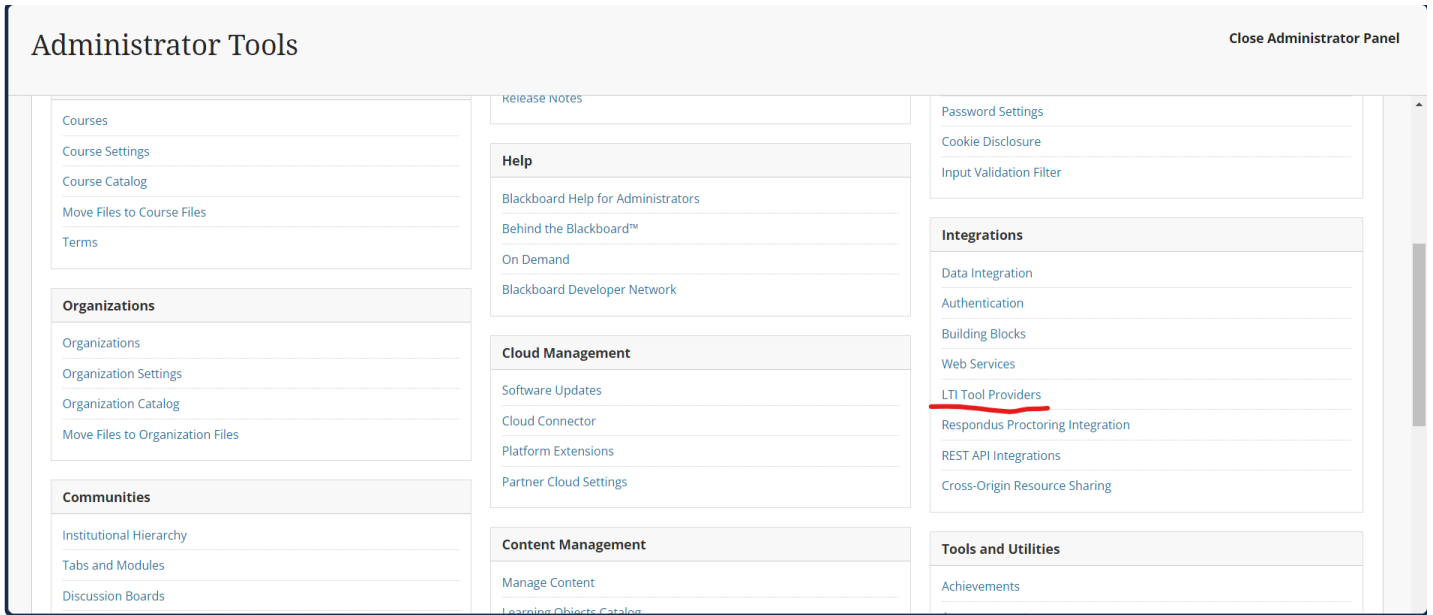 Administrator Tools
Close Administrator Panel
Courses
Course Settings
Course Catalog
Move Files to Course Files
Terms
Organizations
Organizations
Organization Settings
Organization Catalog
Move Files to Organization Files
Communities
Institutional Hierarchy
Tabs and Modules
Discussion Boards
Release Notes
Help
Blackboard Help for Administrators
Behind the Blackboard™
On Demand
Blackboard Developer Network
Cloud Management
Software Updates
Cloud Connector
Platform Extensions
Partner Cloud Settings
Content Management
Manage Content
Learning Objects Catalog
Password Settings
Cookie Disclosure
Input Validation Filter
Integrations
Data Integration
Authentication
Building Blocks
Web Services
LTI Tool Providers
Respondus Proctoring Integration
REST API Integrations
Cross-Origin Resource Sharing
Tools and Utilities
Achievements